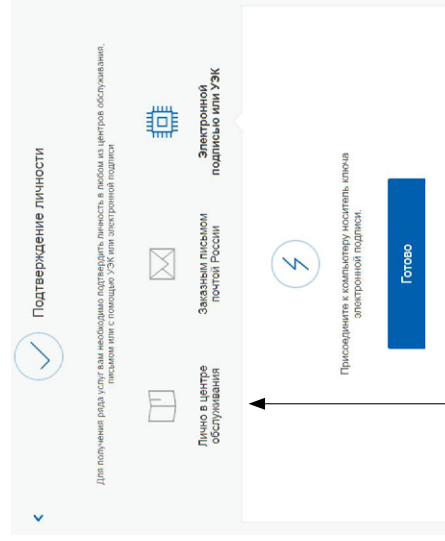 Подтверждение личности
Для получения ряда услуг вам необходимо подтвердить личность в любом из центров обслуживания,
письмом или с помощью УЭК или электронной подписи
Лично в центре
обслуживания
Заказным письмом
почтой России
Электронной
подписью или УЭК
Присоедините к компьютеру носитель ключа
электронной подписи.
Готово